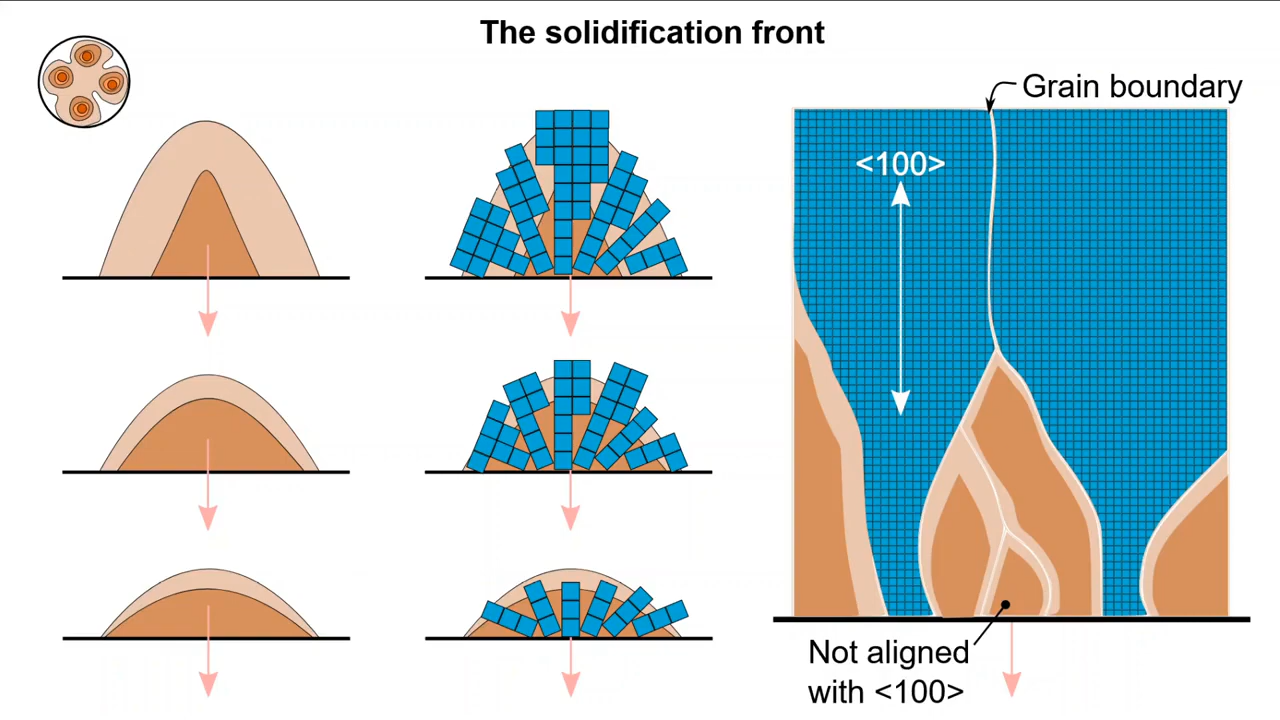 The solidification front
Grain boundary
<100>
Not aligned
with <100>